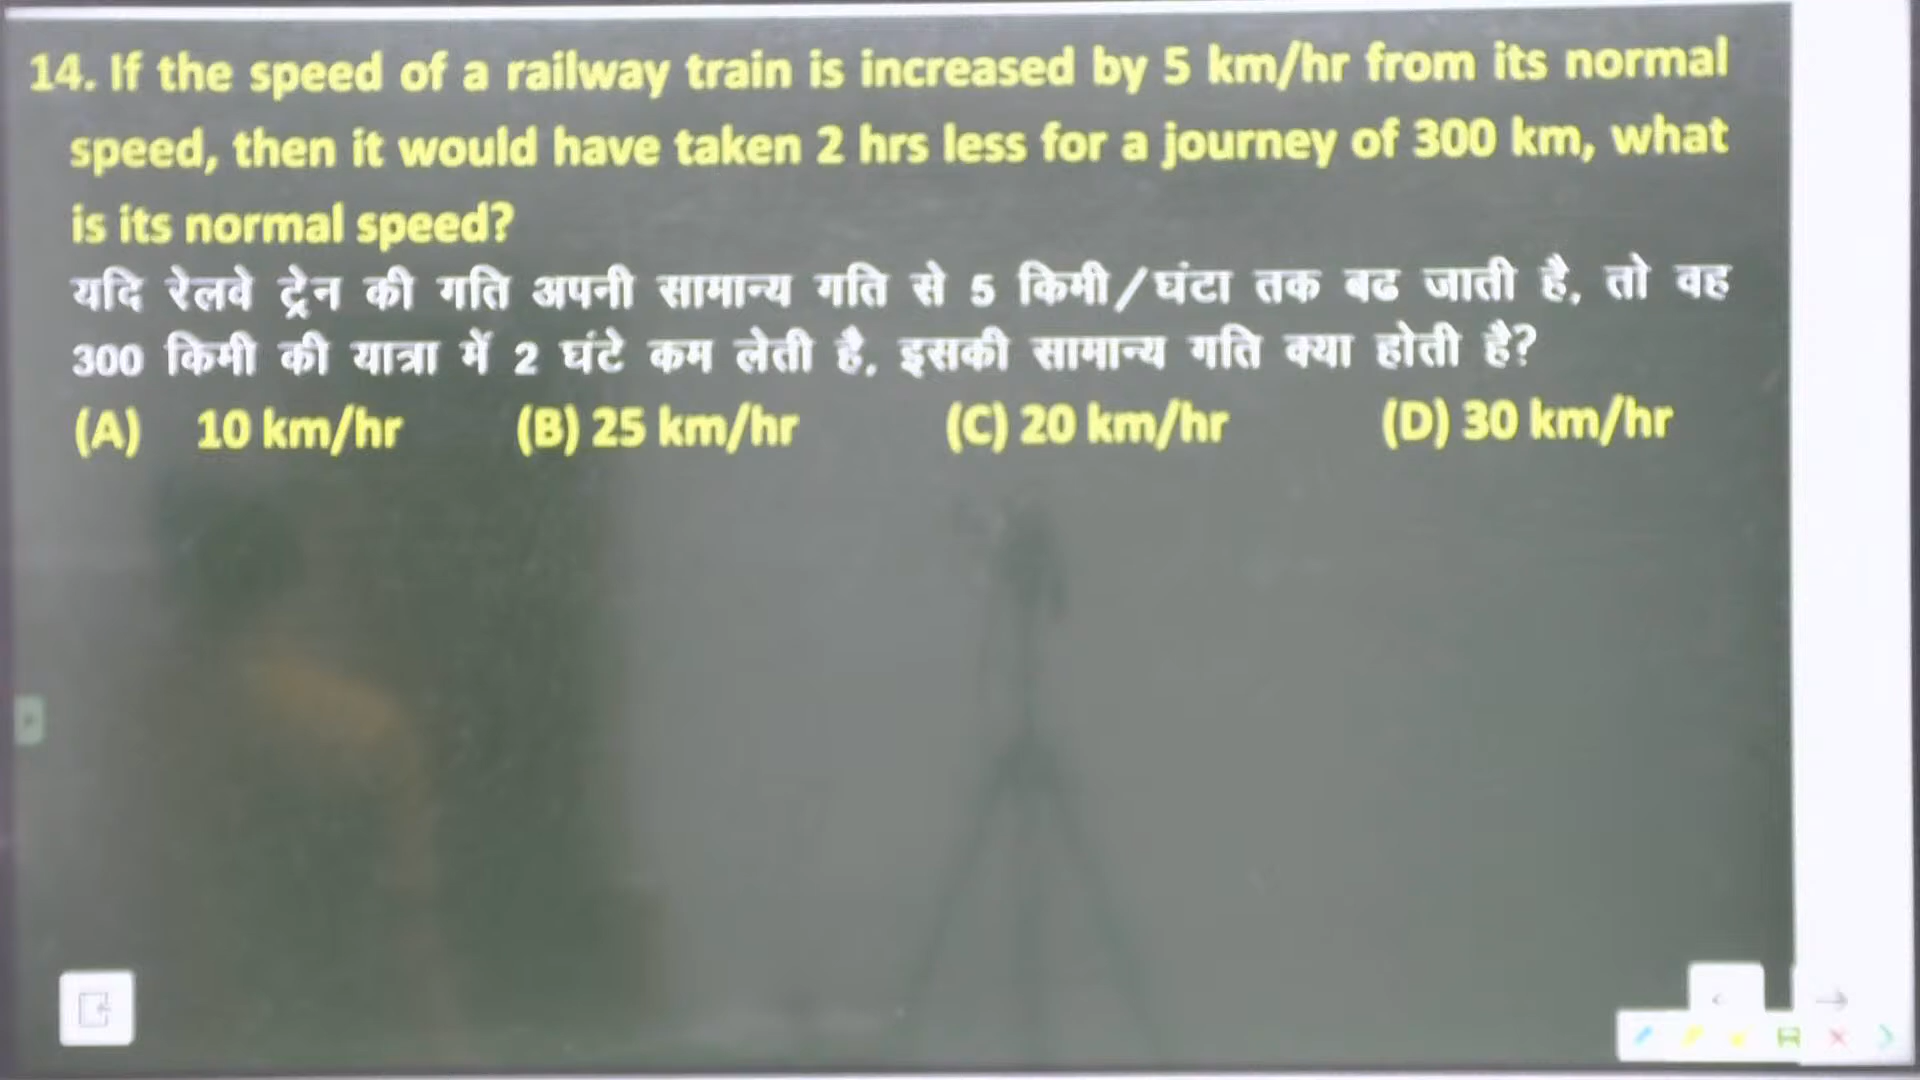 14. If the speed of a railway train is increased by 5 km/hr from its normal
speed, then it would have taken 2 hrs less for a journey of 300 km, what
is its normal speed?
यदि रेलवे ट्रेन की गति अपनी सामान्य गति से 5 किमी/घंटा तक बढ जाती है, तो वह
300 किमी की यात्रा में 2 घंटे कम लेती है, इसकी सामान्य गति क्या होती है?
(A) 10 km/hr (B) 25 km/hr (C) 20 km/hr (D) 30 km/hr